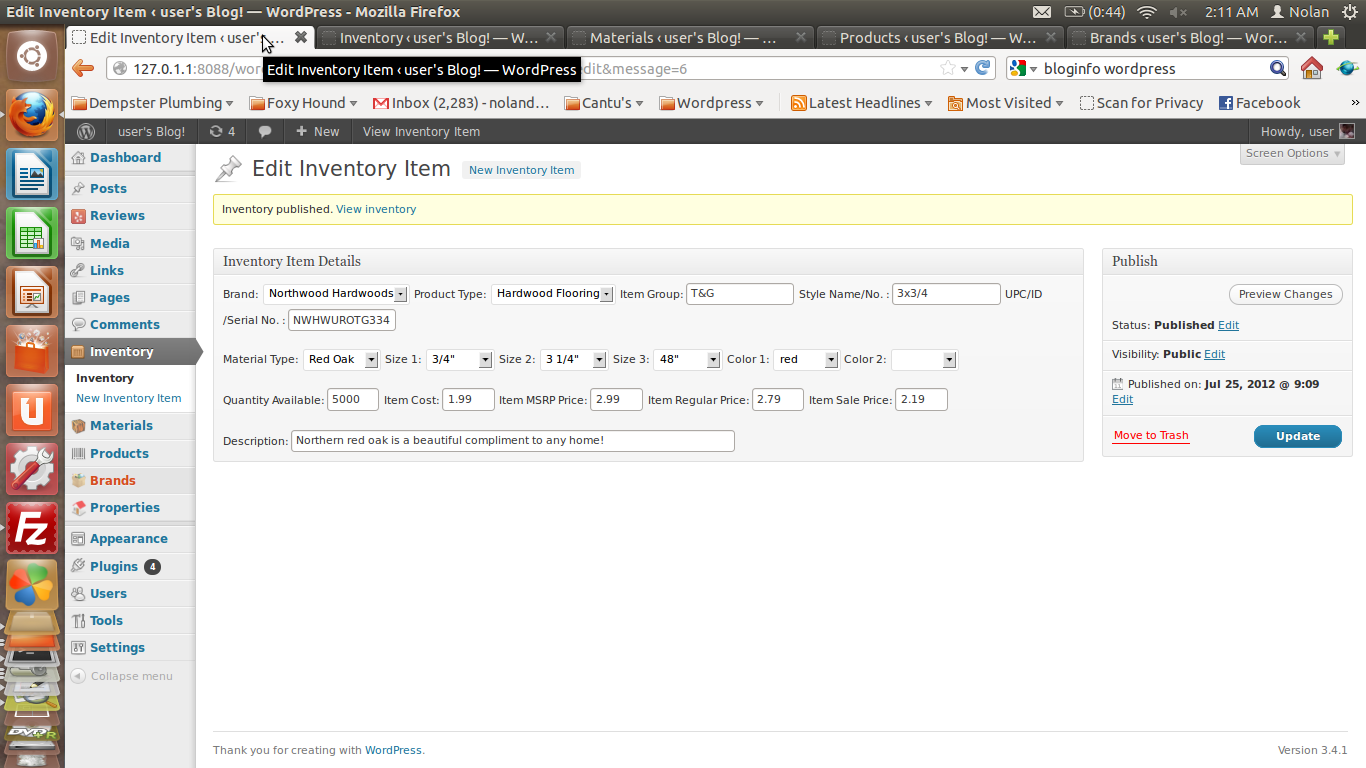 Edit Inventory Item ‹ user's Blog! — WordPress - Mozilla Firefox (0:44) 2:11 AM Nolan
Edit Inventory Item ‹ user's ... Inventory ‹ user's Blog! — W... Materials ‹ user's Blog! — ... Products ‹ user's Blog! — W... Brands ‹ user's Blog! — Wor...
127.0.1.1:8088/wor edit&message=6 bloginfo wordpress
Edit Inventory Item ‹ user's Blog! — WordPress
Dempster Plumbing Foxy Hound Inbox (2,283) - noland... Cantu's Wordpress Latest Headlines Most Visited Scan for Privacy Facebook »
user's Blog! 4 + New View Inventory Item Howdy, user
Screen Options
Dashboard
Posts
Reviews
Media
Links
Pages
Comments
Inventory
Inventory
New Inventory Item
Materials
Products
Brands
Properties
Appearance
Plugins 4
Users
Tools
Settings
Collapse menu
Edit Inventory Item New Inventory Item
Inventory published. View inventory
Inventory Item Details
Brand: Northwood Hardwoods Product Type: Hardwood Flooring Item Group: T&G Style Name/No. : 3x3/4 UPC/ID
/Serial No. : NWHWUROTG334
Material Type: Red Oak Size 1: 3/4" Size 2: 3 1/4" Size 3: 48" Color 1: red Color 2:
Quantity Available: 5000 Item Cost: 1.99 Item MSRP Price: 2.99 Item Regular Price: 2.79 Item Sale Price: 2.19
Description: Northern red oak is a beautiful compliment to any home!
Publish
Preview Changes
Status: Published Edit
Visibility: Public Edit
Published on: Jul 25, 2012 @ 9:09
Edit
Move to Trash Update
Thank you for creating with WordPress. Version 3.4.1